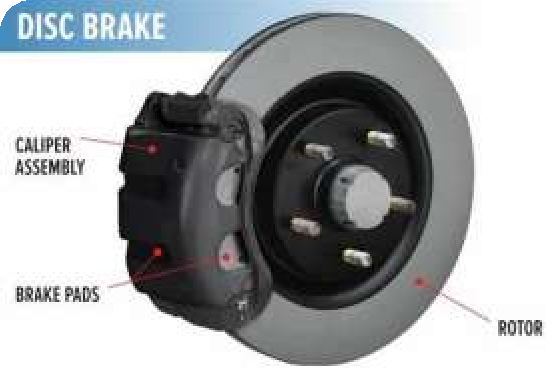 DISC BRAKE
CALIPER
ASSEMBLY
BRAKE PADS
ROTOR